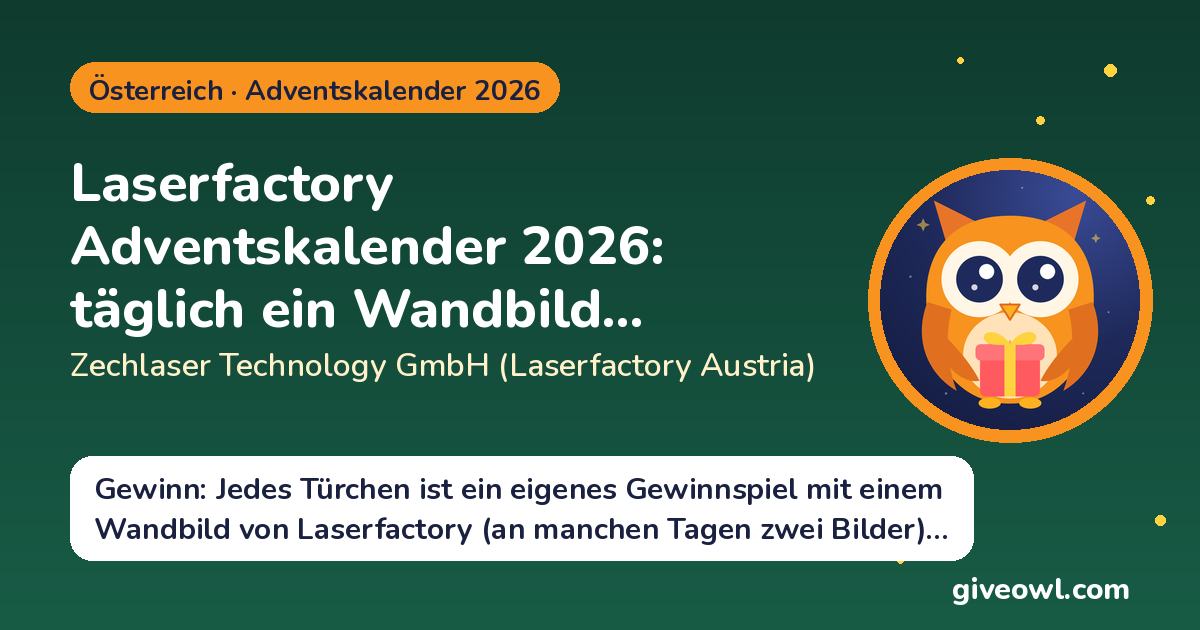 Österreich · Adventskalender 2026
Laserfactory
Adventskalender 2026:
täglich ein Wandbild...
Zechlaser Technology GmbH (Laserfactory Austria)
Gewinn: Jedes Türchen ist ein eigenes Gewinnspiel mit einem
Wandbild von Laserfactory (an manchen Tagen zwei Bilder)...
giveowl.com